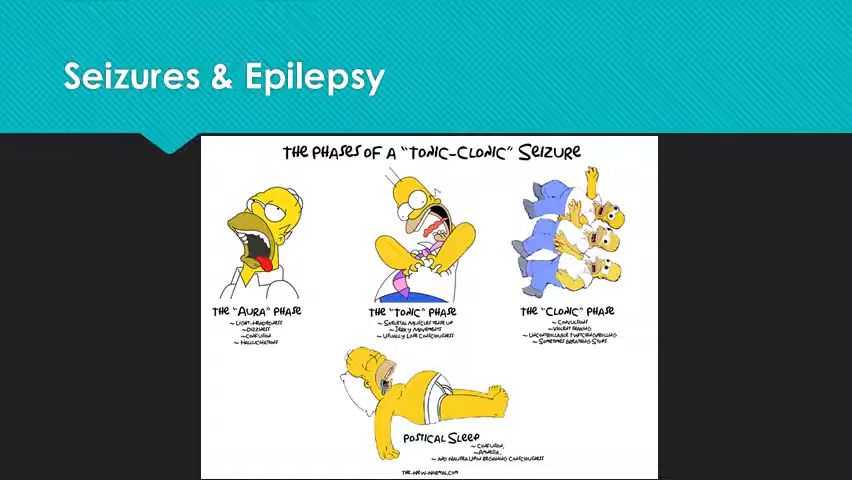 Seizures & Epilepsy
THE PHASES OF A "TONIC-CLONIC" SEIZURE
THE "AURA" PHASE
~ LIGHT-HEADEDNESS
~ DIZZINESS
~ CONFUSION
~ HALLUCINATIONS
THE "TONIC" PHASE
~ SKELETAL MUSCLES TENSE UP
~ JERKY MOVEMENTS
~ USUALLY LOSE CONSCIOUSNESS
THE "CLONIC" PHASE
~ CONVULSIONS
~ VIOLENT SHAKING
~ UNCONTROLLABLE TWITCHING/ROLLING
~ SOMETIMES BREATHING STOPS
POSTICAL SLEEP
~ CONFUSION,
~ AMNESIA,
~ AND NAUSEA UPON REGAINING CONSCIOUSNESS
THE-NEW-NORMAL.COM